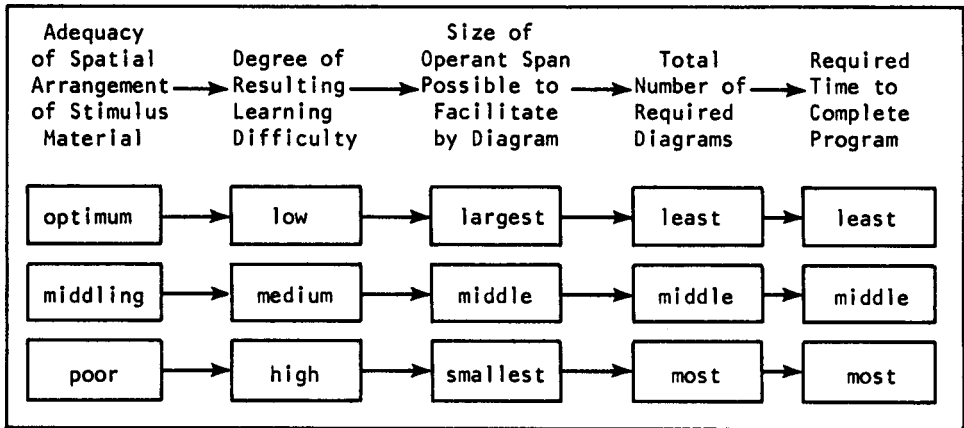 Adequacy
of Spatial
Arrangement
of Stimulus
Material
Degree of
Resulting
Learning
Difficulty
Size of
Operant Span
Possible to
Facilitate
by Diagram
Total
Number of
Required
Diagrams
Required
Time to
Complete
Program
optimum
low
largest
least
least
middling
medium
middle
middle
middle
poor
high
smallest
most
most